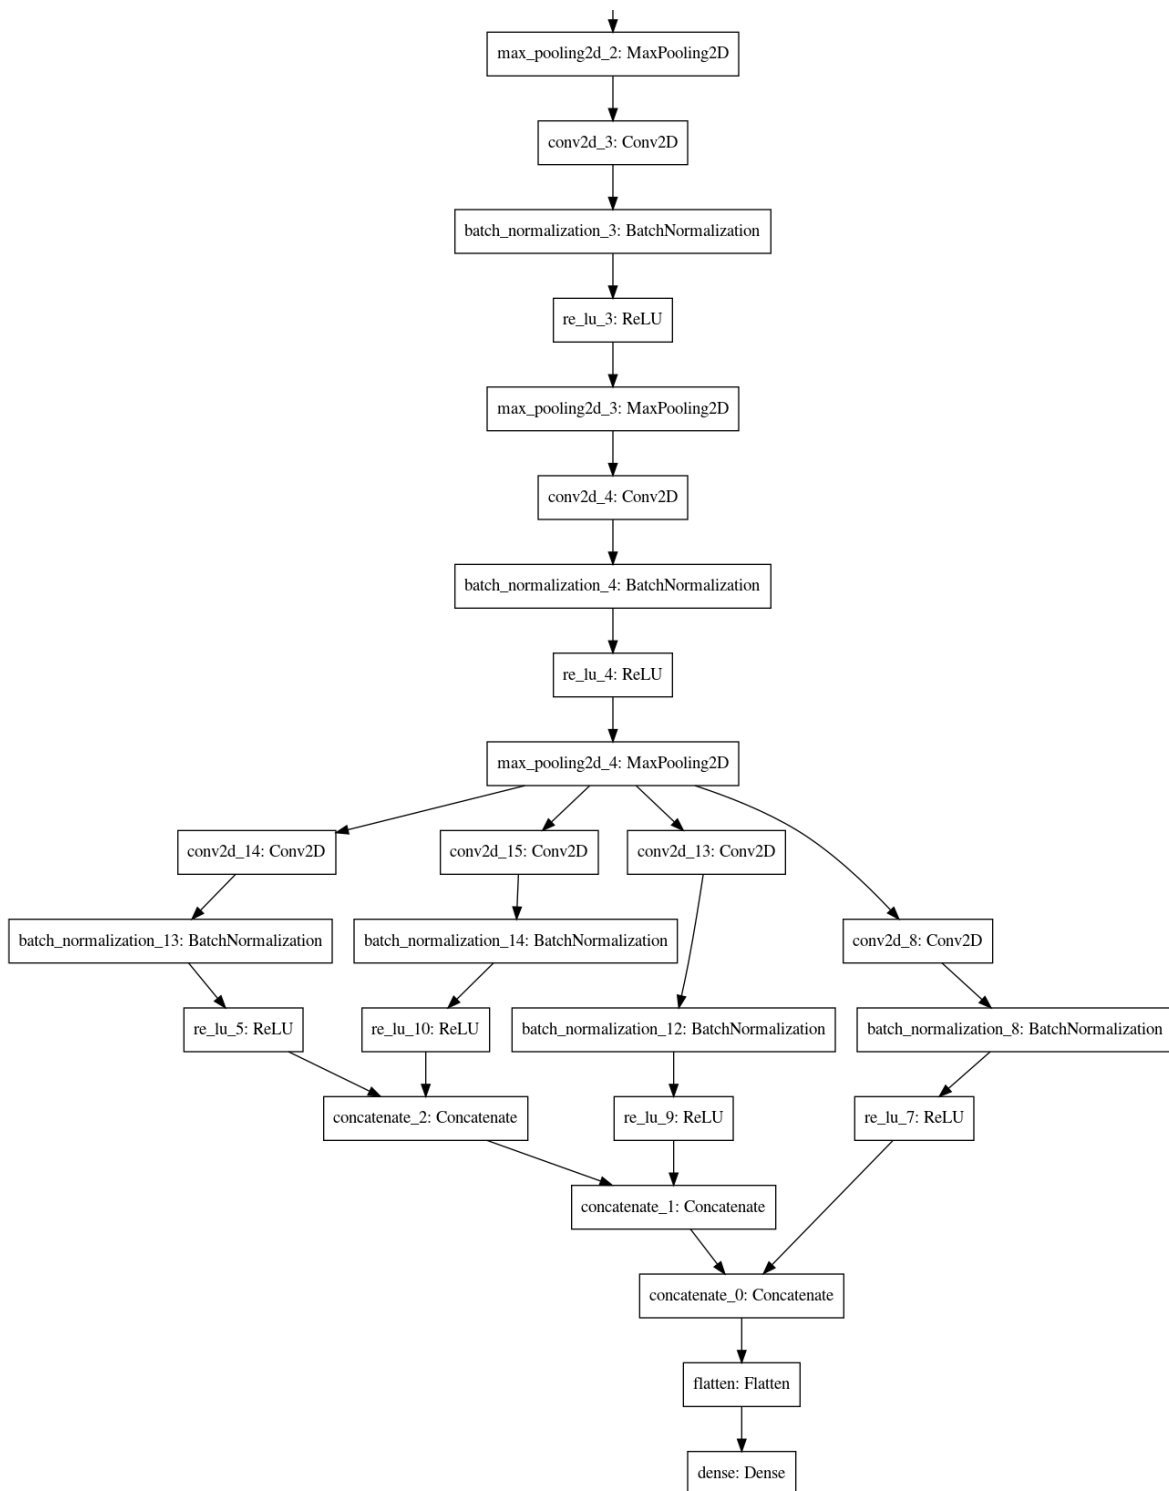 max_pooling2d_2: MaxPooling2D
conv2d_3: Conv2D
batch_normalization_3: BatchNormalization
re_lu_3: ReLU
max_pooling2d_3: MaxPooling2D
conv2d_4: Conv2D
batch_normalization_4: BatchNormalization
re_lu_4: ReLU
max_pooling2d_4: MaxPooling2D
conv2d_14: Conv2D
conv2d_15: Conv2D
conv2d_13: Conv2D
batch_normalization_13: BatchNormalization
batch_normalization_14: BatchNormalization
conv2d_8: Conv2D
re_lu_5: ReLU
re_lu_10: ReLU
batch_normalization_12: BatchNormalization
batch_normalization_8: BatchNormalization
concatenate_2: Concatenate
re_lu_9: ReLU
re_lu_7: ReLU
concatenate_1: Concatenate
concatenate_0: Concatenate
flatten: Flatten
dense: Dense